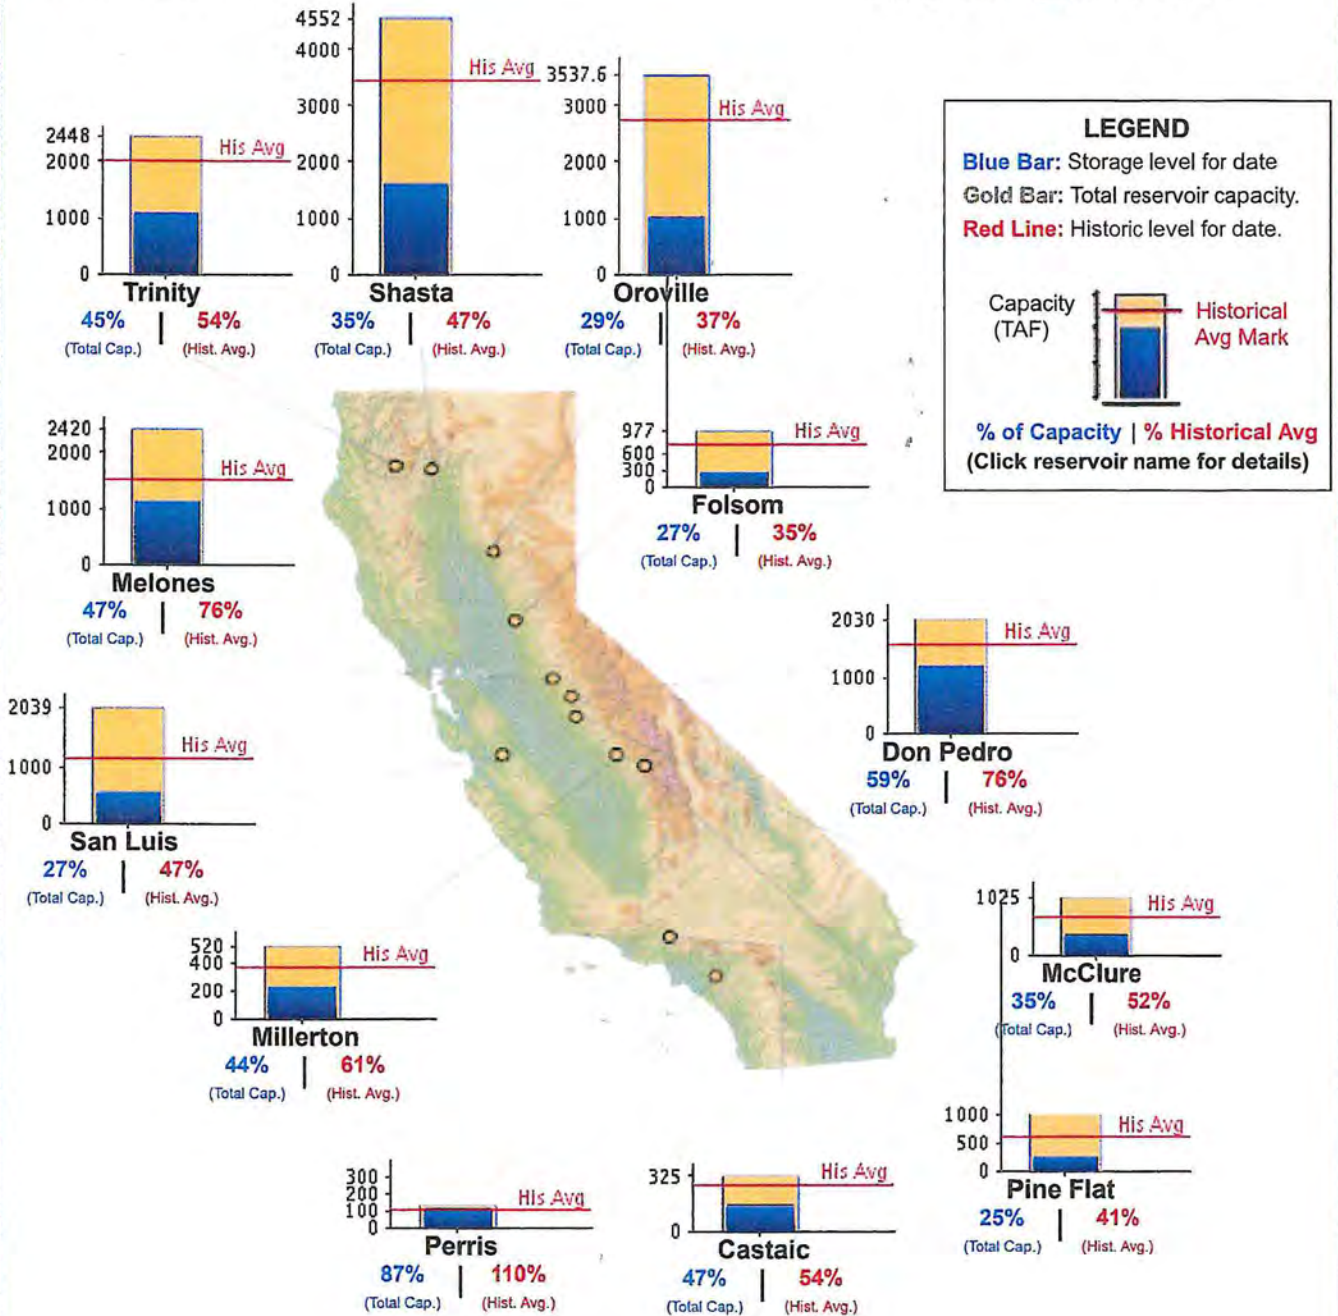 4552
4000
3000
2000
1000
0
His Avg
Shasta
35% | 47%
(Total Cap.) (Hist. Avg.)
3537.6
3000
2000
1000
0
His Avg
Oroville
29% | 37%
(Total Cap.) (Hist. Avg.)
2448
2000
1000
0
His Avg
Trinity
45% | 54%
(Total Cap.) (Hist. Avg.)
LEGEND
Blue Bar: Storage level for date
Gold Bar: Total reservoir capacity.
Red Line: Historic level for date.
Capacity
(TAF)
Historical
Avg Mark
% of Capacity | % Historical Avg
(Click reservoir name for details)
2420
2000
1000
0
His Avg
Melones
47% | 76%
(Total Cap.) (Hist. Avg.)
977
600
300
0
His Avg
Folsom
27% | 35%
(Total Cap.) (Hist. Avg.)
2030
1000
0
His Avg
Don Pedro
59% | 76%
(Total Cap.) (Hist. Avg.)
2039
1000
0
His Avg
San Luis
27% | 47%
(Total Cap.) (Hist. Avg.)
1025
0
His Avg
McClure
35% | 52%
(Total Cap.) (Hist. Avg.)
520
400
200
0
His Avg
Millerton
44% | 61%
(Total Cap.) (Hist. Avg.)
1000
500
0
His Avg
Pine Flat
25% | 41%
(Total Cap.) (Hist. Avg.)
300
200
100
0
His Avg
Perris
87% | 110%
(Total Cap.) (Hist. Avg.)
325
0
His Avg
Castaic
47% | 54%
(Total Cap.) (Hist. Avg.)